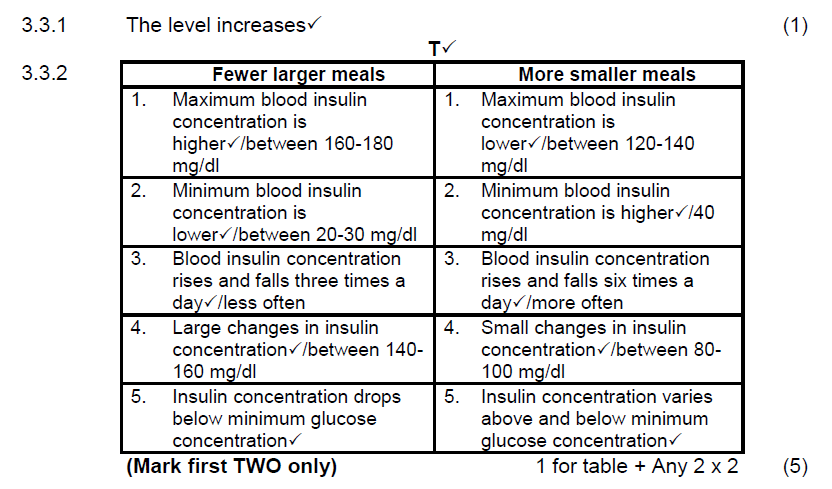 3.3.1 The level increases✓ (1)
T✓
3.3.2 Fewer larger meals More smaller meals
1. Maximum blood insulin
concentration is
higher✓/between 160-180
mg/dl
1. Maximum blood insulin
concentration is
lower✓/between 120-140
mg/dl
2. Minimum blood insulin
concentration is
lower✓/between 20-30 mg/dl
2. Minimum blood insulin
concentration is higher✓/40
mg/dl
3. Blood insulin concentration
rises and falls three times a
day✓/less often
3. Blood insulin concentration
rises and falls six times a
day✓/more often
4. Large changes in insulin
concentration✓/between 140-
160 mg/dl
4. Small changes in insulin
concentration✓/between 80-
100 mg/dl
5. Insulin concentration drops
below minimum glucose
concentration✓
5. Insulin concentration varies
above and below minimum
glucose concentration✓
(Mark first TWO only) 1 for table + Any 2 x 2 (5)